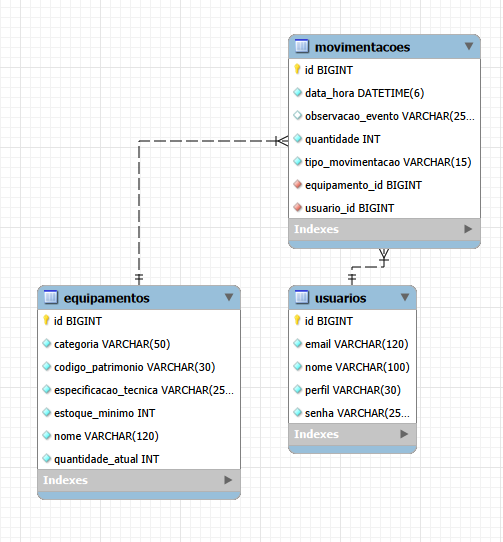 movimentacoes
id BIGINT
data_hora DATETIME(6)
observacao_evento VARCHAR(25...
quantidade INT
tipo_movimentacao VARCHAR(15)
equipamento_id BIGINT
usuario_id BIGINT
Indexes
equipamentos
id BIGINT
categoria VARCHAR(50)
codigo_patrimonio VARCHAR(30)
especificacao_tecnica VARCHAR(25...
estoque_minimo INT
nome VARCHAR(120)
quantidade_atual INT
Indexes
usuarios
id BIGINT
email VARCHAR(120)
nome VARCHAR(100)
perfil VARCHAR(30)
senha VARCHAR(25...
Indexes